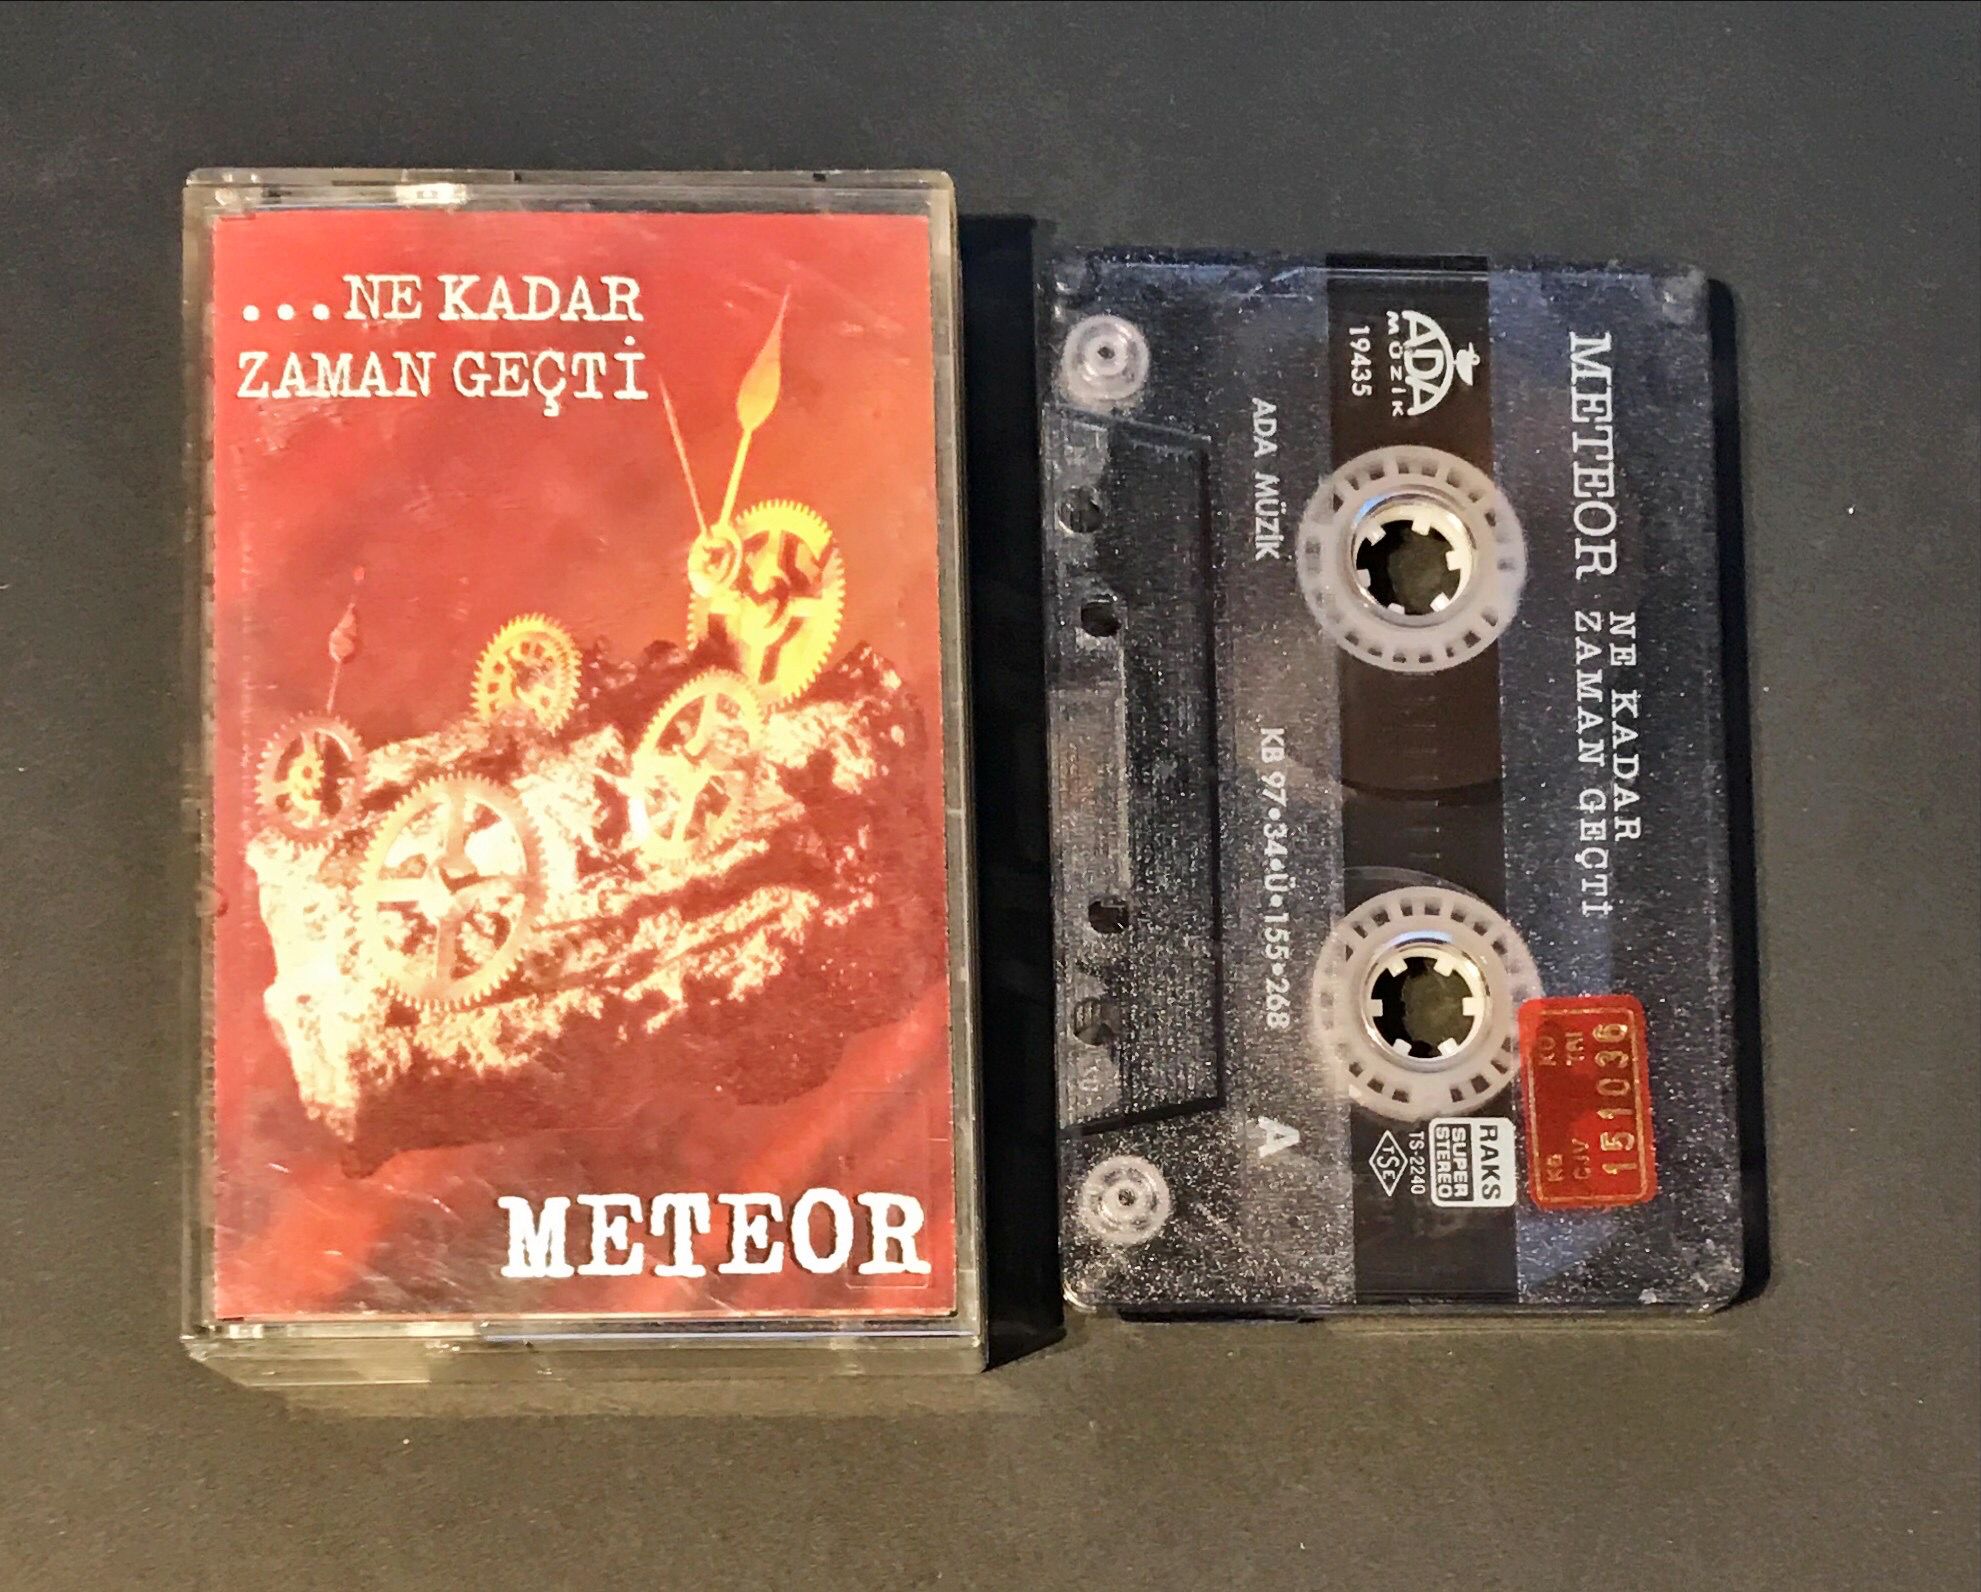 ...NE KADAR
ZAMAN GEÇTİ
METEOR
METEOR
NE KADAR
ZAMAN GEÇTİ
ADA
MÜZİK
19435
ADA MÜZİK
KB 97•34•Ü•155•268
A
RAKS
SUPER
STEREO
TS-2240
TSE
151036